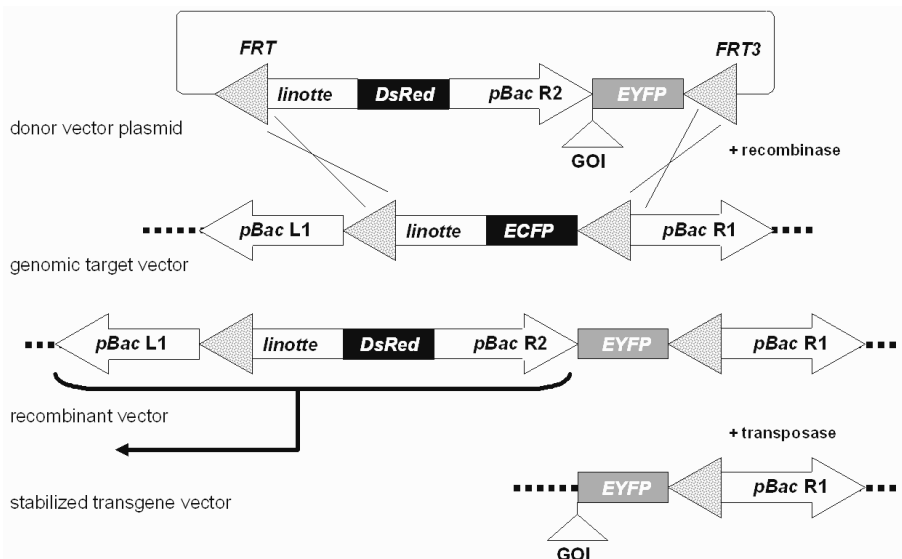 FRT FRT3
linotte DsRed pBac R2 EYFP
donor vector plasmid
GOI
+ recombinase
pBac L1 linotte ECFP pBac R1
genomic target vector
pBac L1 linotte DsRed pBac R2 EYFP pBac R1
recombinant vector
+ transposase
stabilized transgene vector
EYFP pBac R1
GOI